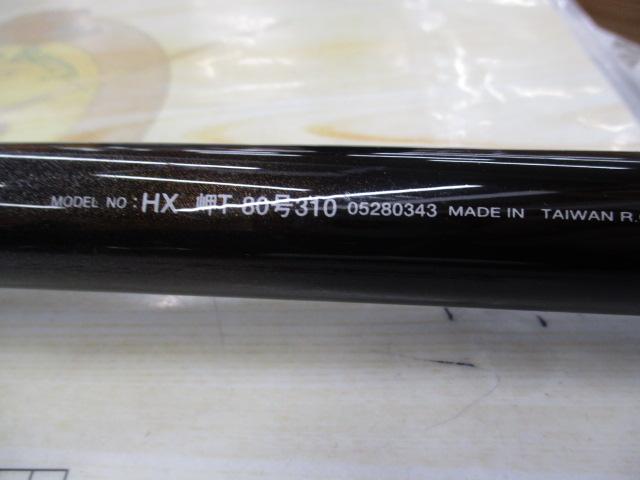 MODEL NO : HX 岬T 80号310 05280343 MADE IN TAIWAN R.